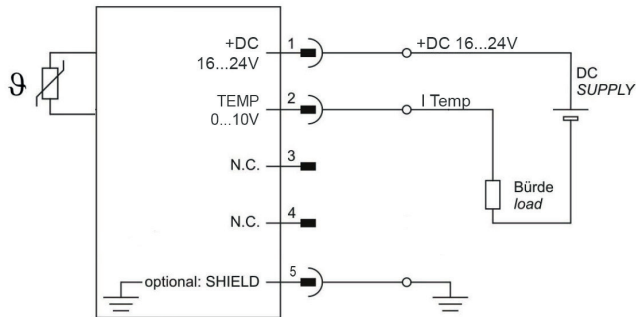 +DC
16...24V
1
+DC 16...24V
DC
SUPPLY
ϑ
TEMP
0...10V
2
I Temp
N.C.
3
Bürde
load
N.C.
4
optional: SHIELD
5